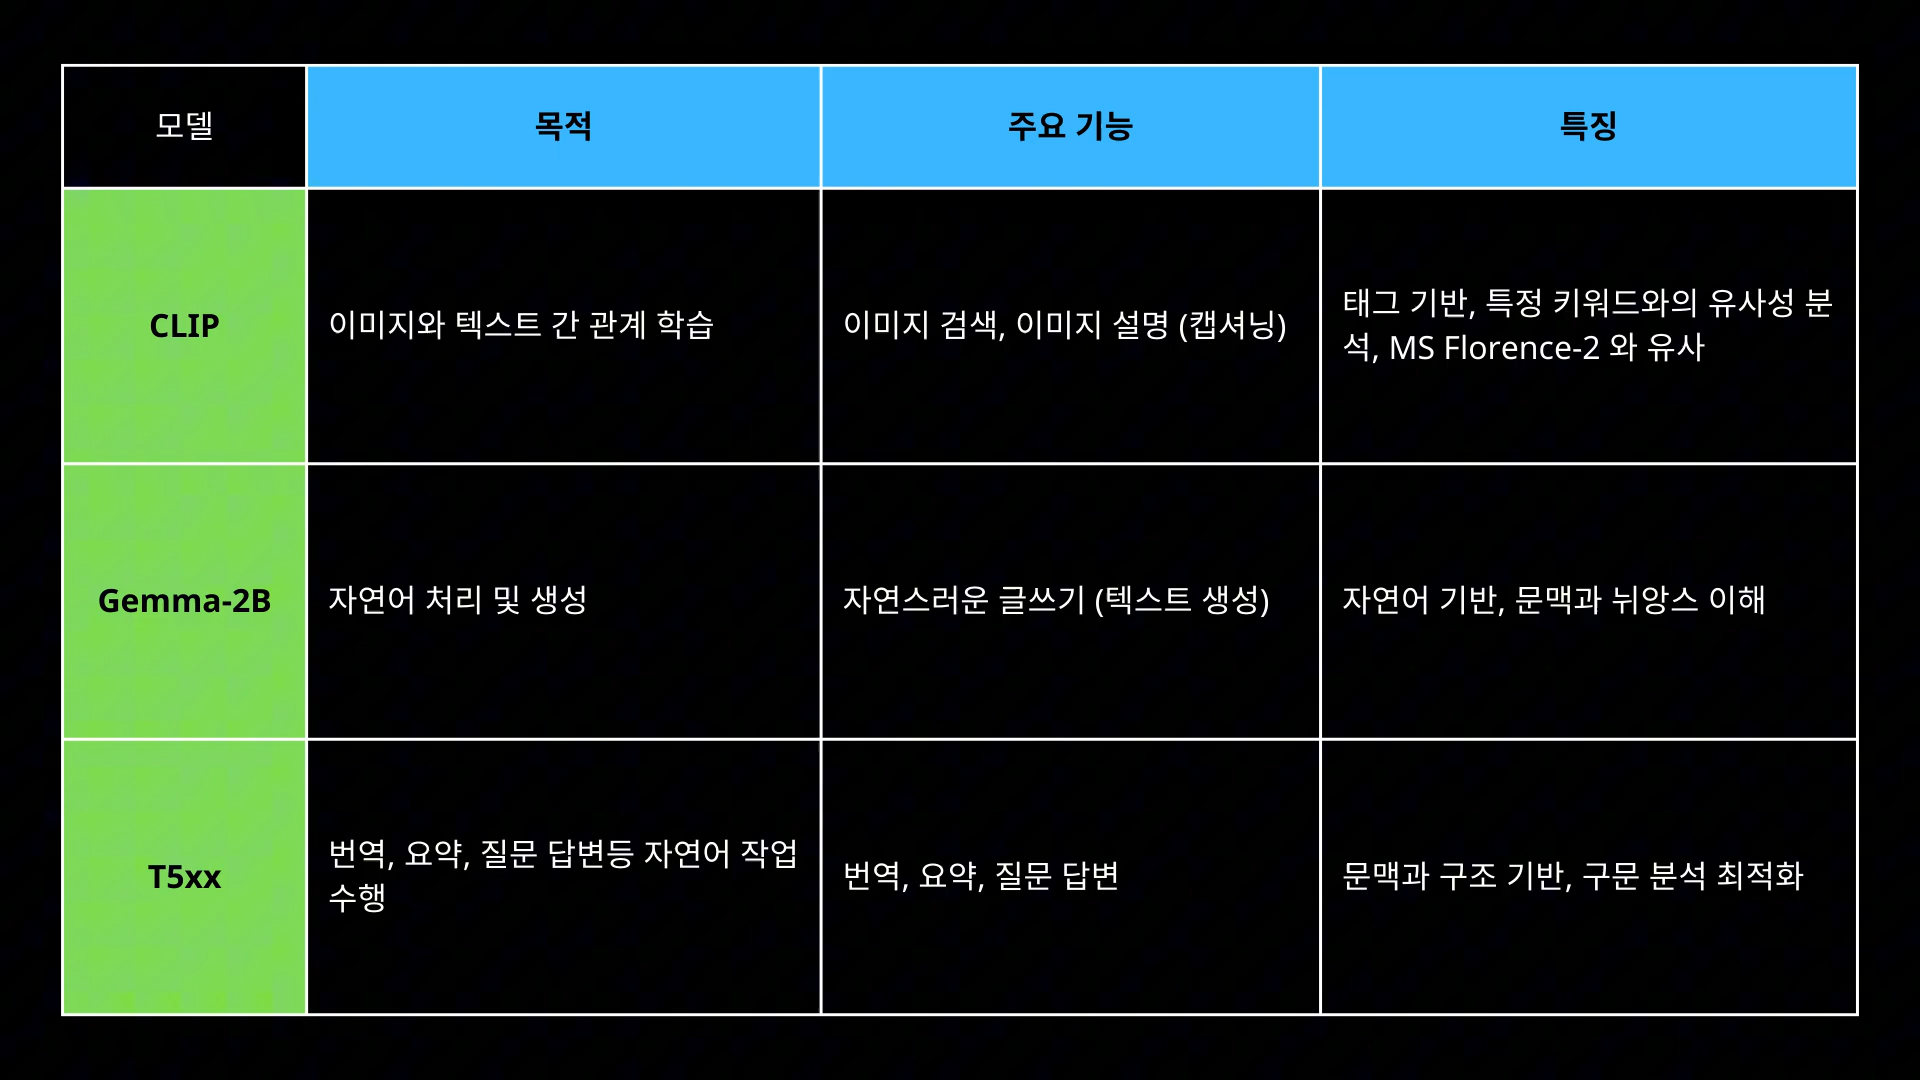 모델
목적
주요 기능
특징
CLIP
이미지와 텍스트 간 관계 학습
이미지 검색, 이미지 설명 (캡셔닝)
태그 기반, 특정 키워드와의 유사성 분
석, MS Florence-2 와 유사
Gemma-2B
자연어 처리 및 생성
자연스러운 글쓰기 (텍스트 생성)
자연어 기반, 문맥과 뉘앙스 이해
T5xx
번역, 요약, 질문 답변등 자연어 작업
수행
번역, 요약, 질문 답변
문맥과 구조 기반, 구문 분석 최적화